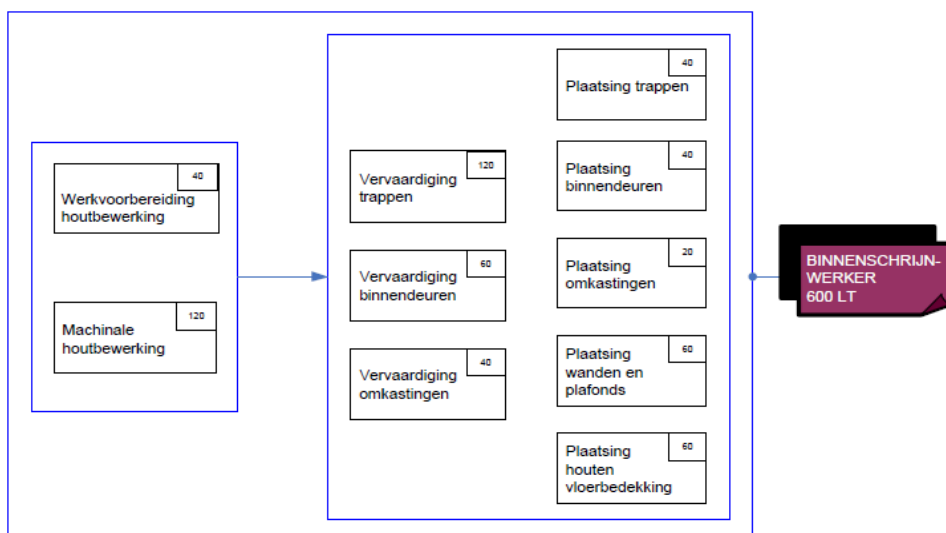 40
Werkvoorbereiding
houtbewerking
120
Machinale
houtbewerking
120
Vervaardiging
trappen
60
Vervaardiging
binnendeuren
40
Vervaardiging
omkastingen
40
Plaatsing trappen
40
Plaatsing
binnendeuren
20
Plaatsing
omkastingen
60
Plaatsing
wanden en
plafonds
60
Plaatsing
houten
vloerbedekking
BINNENSCHRIJN-
WERKER
600 LT